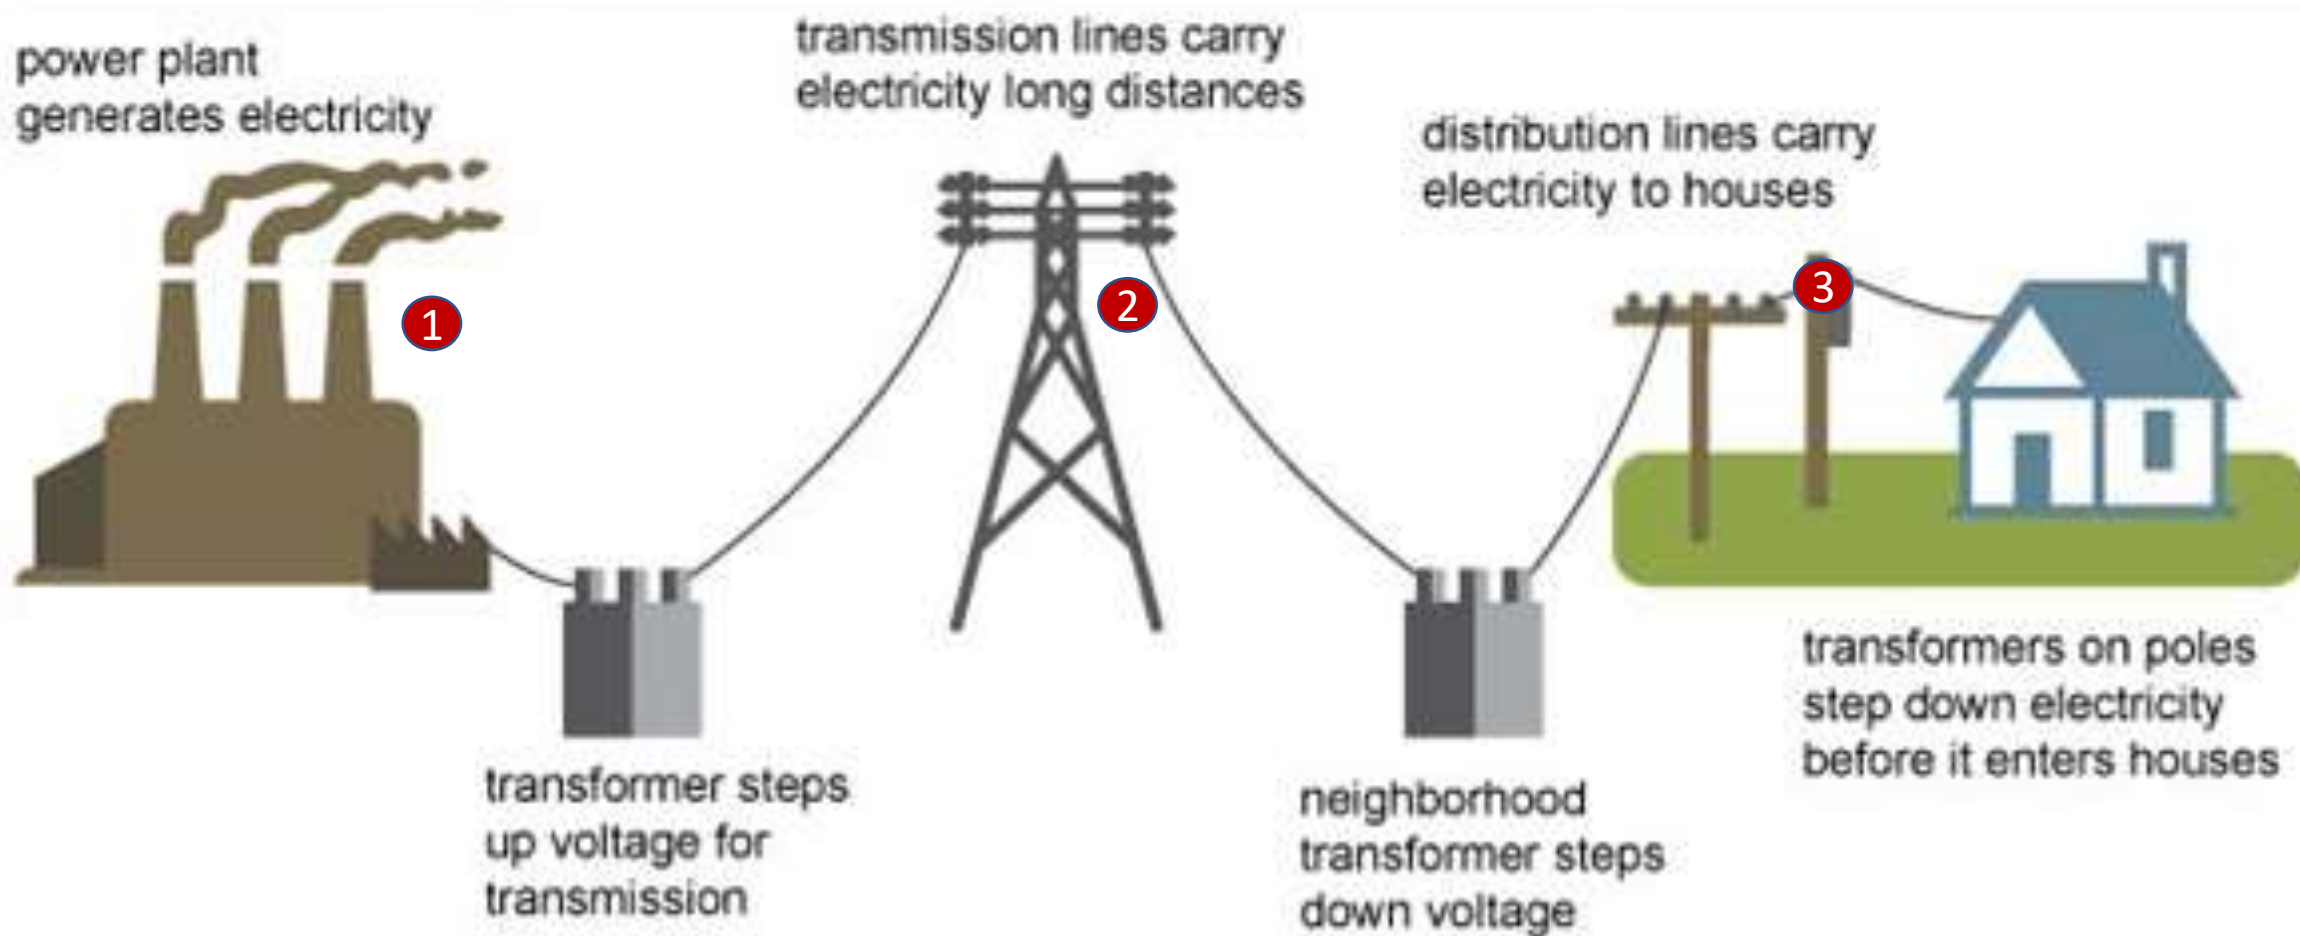 power plant
generates electricity
1
transmission lines carry
electricity long distances
2
distribution lines carry
electricity to houses
3
transformer steps
up voltage for
transmission
neighborhood
transformer steps
down voltage
transformers on poles
step down electricity
before it enters houses